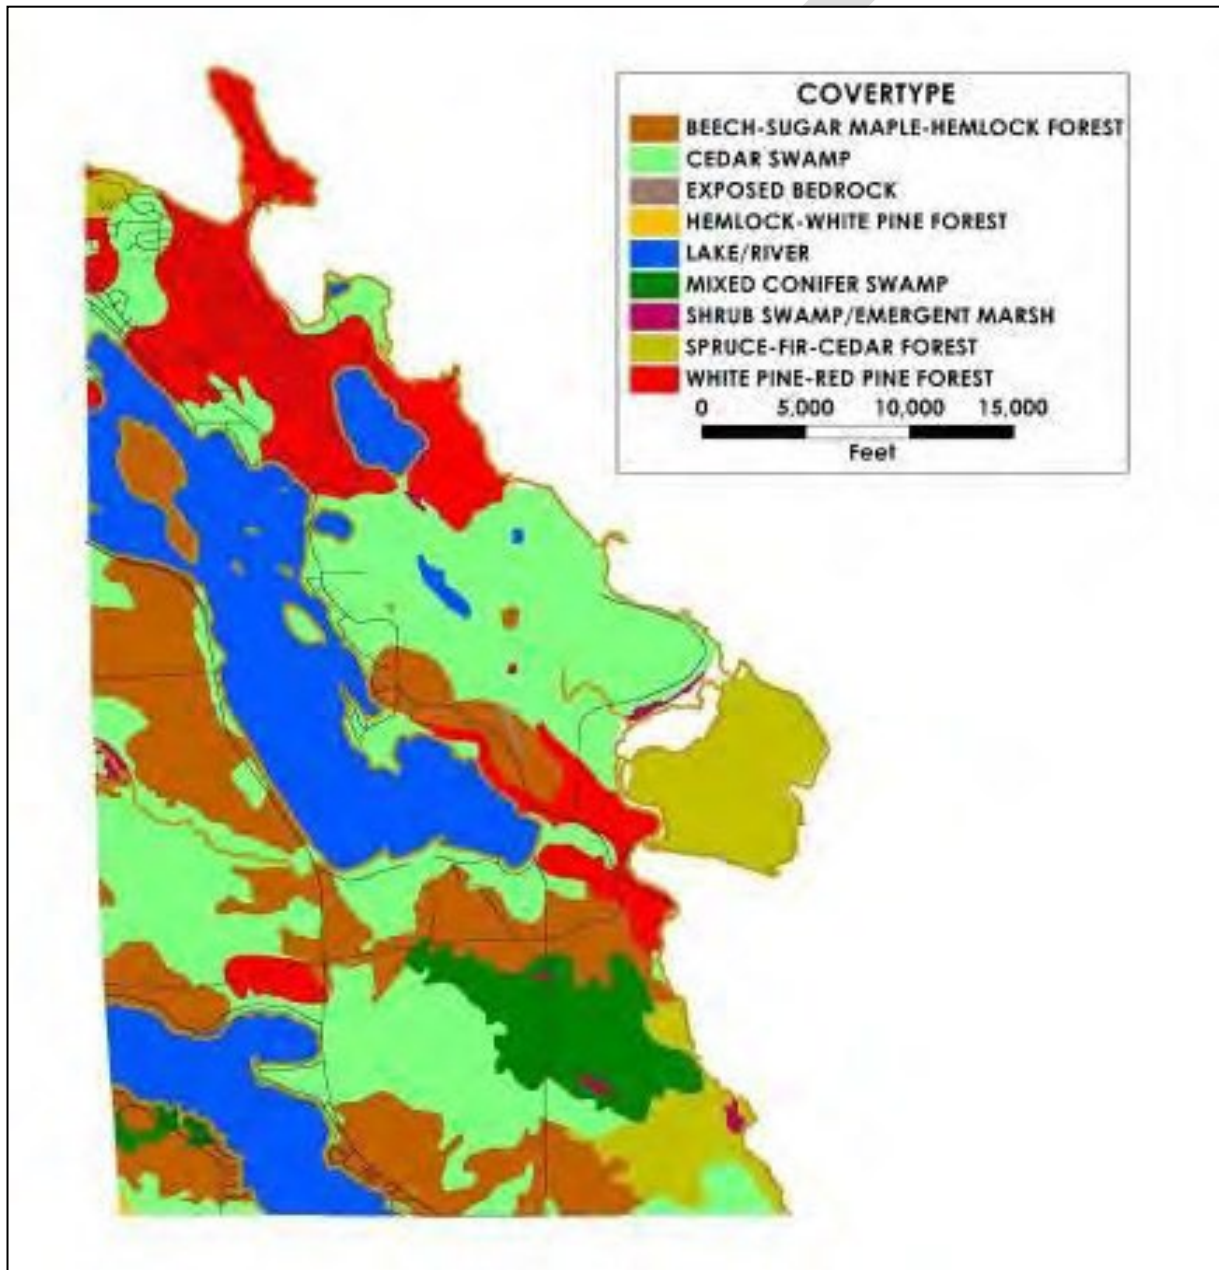 COVERTYPE
BEECH-SUGAR MAPLE-HEMLOCK FOREST
CEDAR SWAMP
EXPOSED BEDROCK
HEMLOCK-WHITE PINE FOREST
LAKE/RIVER
MIXED CONIFER SWAMP
SHRUB SWAMP/EMERGENT MARSH
SPRUCE-FIR-CEDAR FOREST
WHITE PINE-RED PINE FOREST
0 5,000 10,000 15,000
Feet